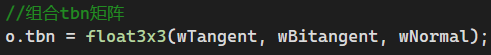 //组合tbn矩阵
o.tbn = float3x3(wTangent, wBitangent, wNormal);